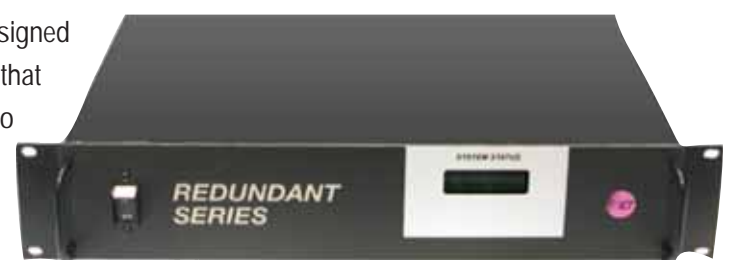 signed
that
o
SYSTEM STATUS
REDUNDANT
SERIES